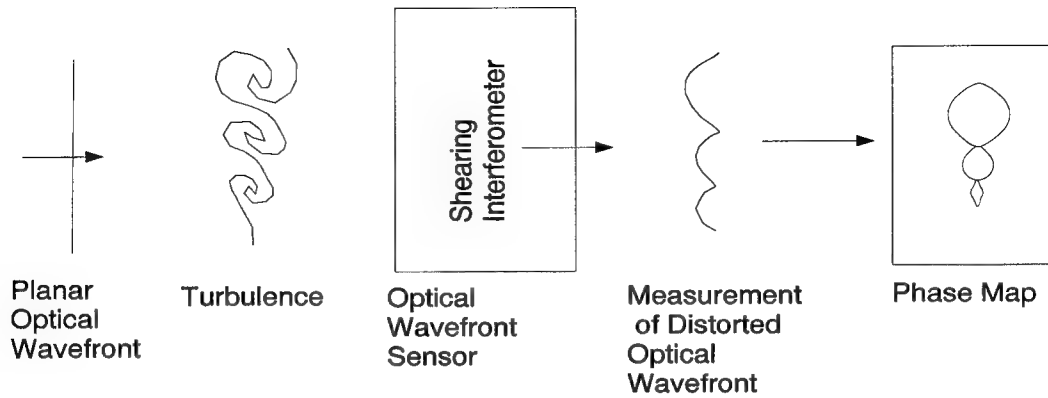 Shearing
Interferometer
Planar
Optical
Wavefront
Turbulence
Optical
Wavefront
Sensor
Measurement
of Distorted
Optical
Wavefront
Phase Map